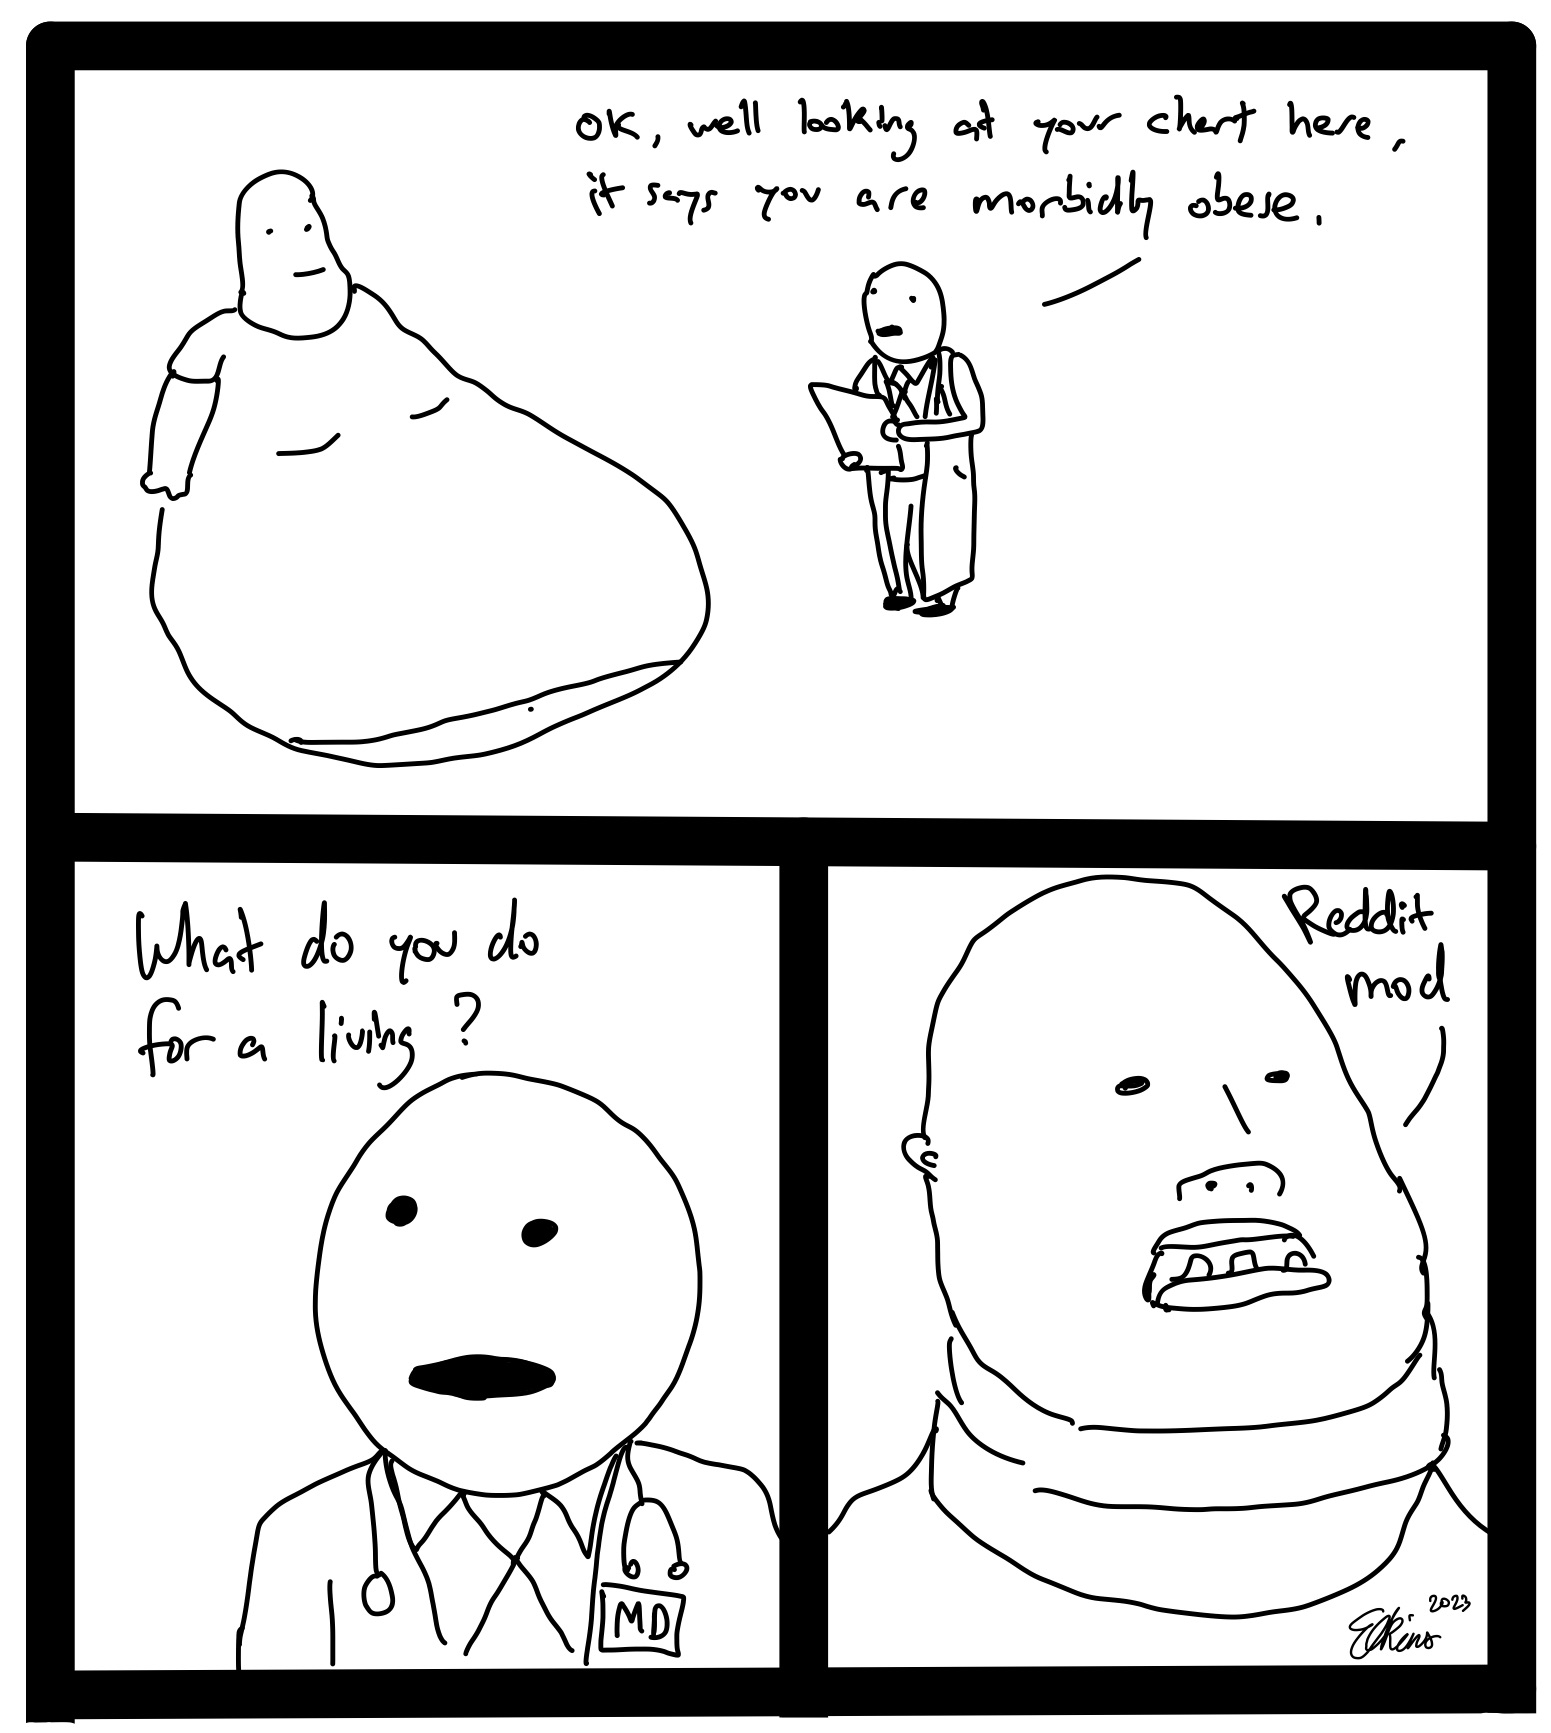 OK, well looking at your chart here,
it says you are morbidly obese.
What do you do
for a living?
Reddit
mod
MD
Elkins 2023